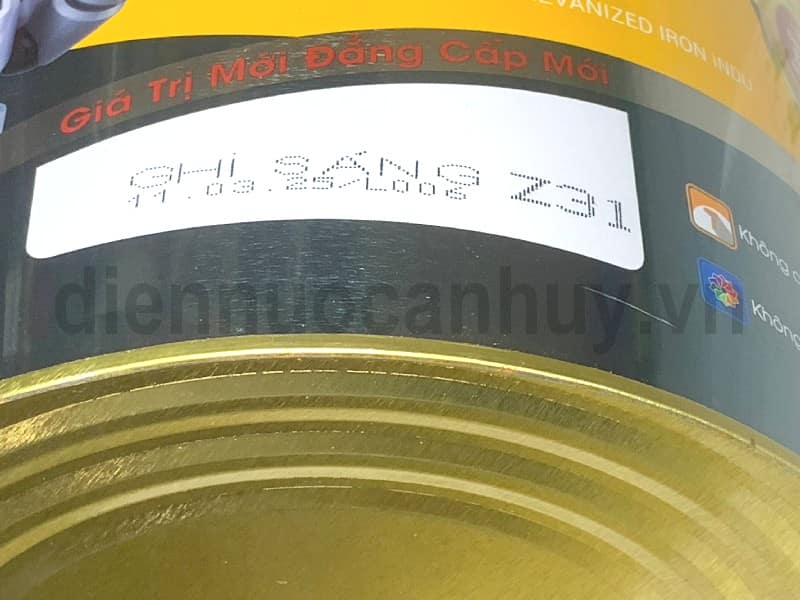 VANIZED IRON INDU
Giá Trị Mới Đẳng Cấp Mới
GHI SÁNG Z31
11.03.25/L006
Không
Không
diennuocanhuy.vn